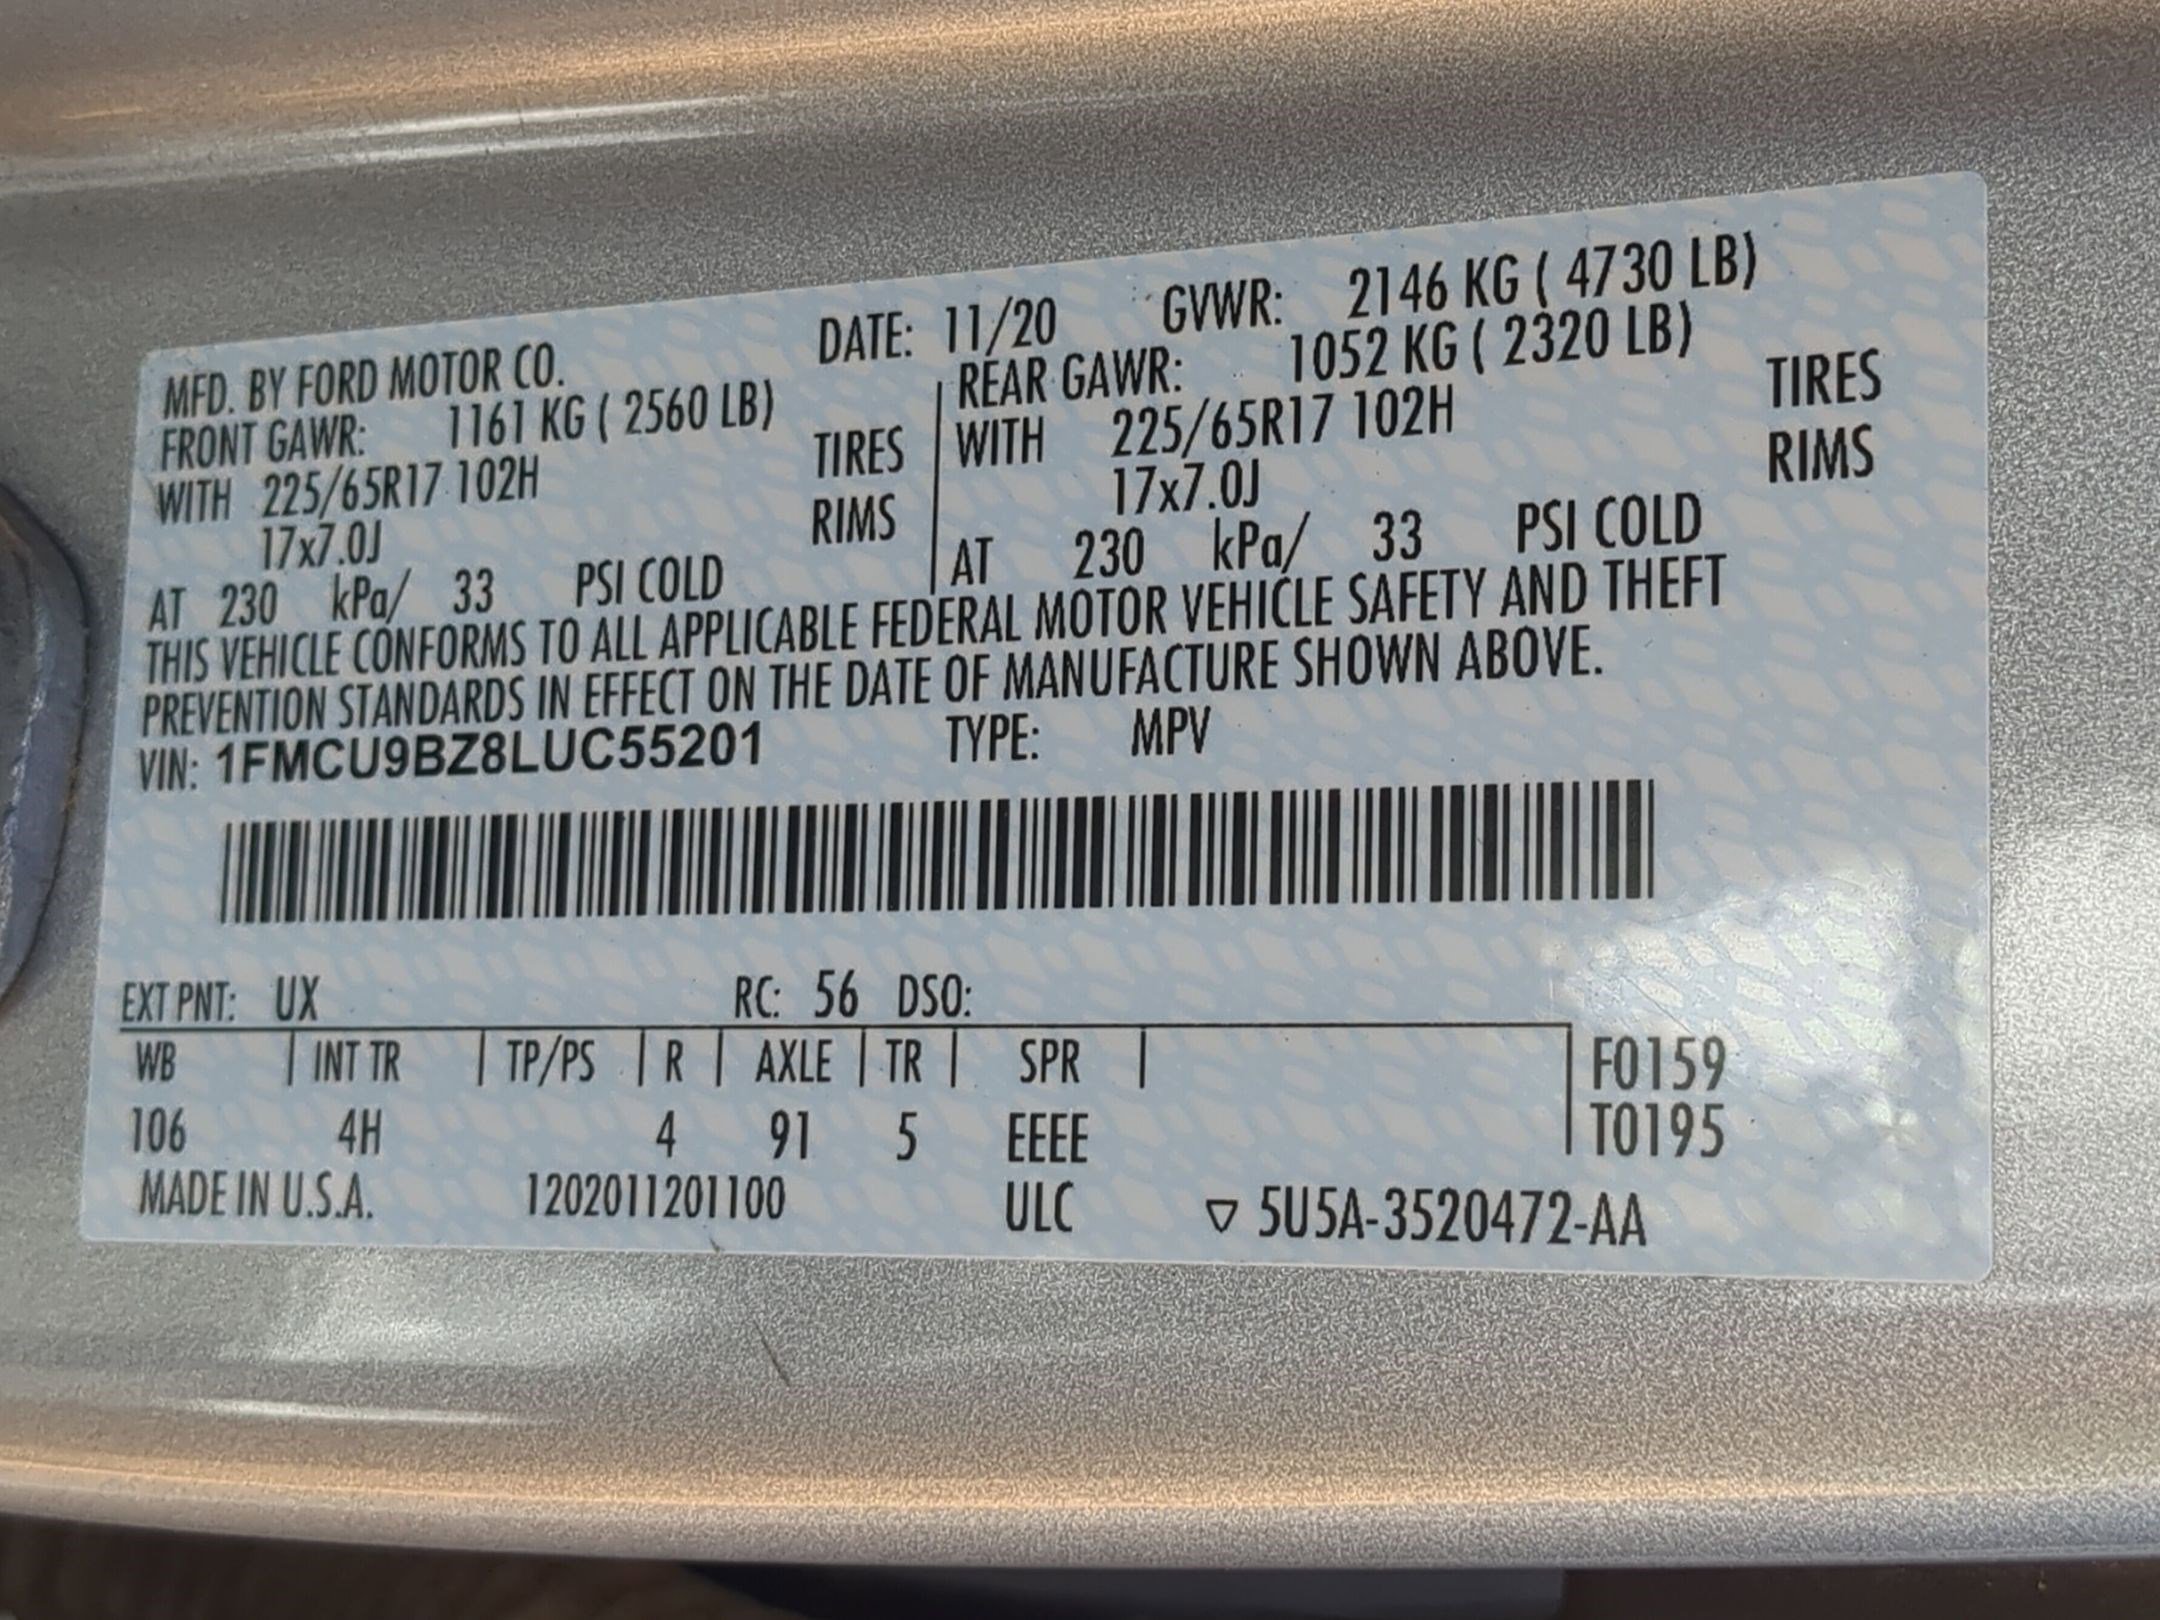 MFD. BY FORD MOTOR CO. DATE: 11/20 GVWR: 2146 KG ( 4730 LB)
FRONT GAWR: 1161 KG ( 2560 LB) REAR GAWR: 1052 KG ( 2320 LB)
WITH 225/65R17 102H TIRES WITH 225/65R17 102H TIRES
17x7.0J RIMS 17x7.0J RIMS
AT 230 kPa/ 33 PSI COLD AT 230 kPa/ 33 PSI COLD
THIS VEHICLE CONFORMS TO ALL APPLICABLE FEDERAL MOTOR VEHICLE SAFETY AND THEFT
PREVENTION STANDARDS IN EFFECT ON THE DATE OF MANUFACTURE SHOWN ABOVE.
VIN: 1FMCU9BZ8LUC55201 TYPE: MPV
EXT PNT: UX RC: 56 DSO:
WB INT TR TP/PS R AXLE TR SPR F0159
106 4H 4 91 5 EEEE T0195
MADE IN U.S.A. 1202011201100 ULC ▽ 5U5A-3520472-AA